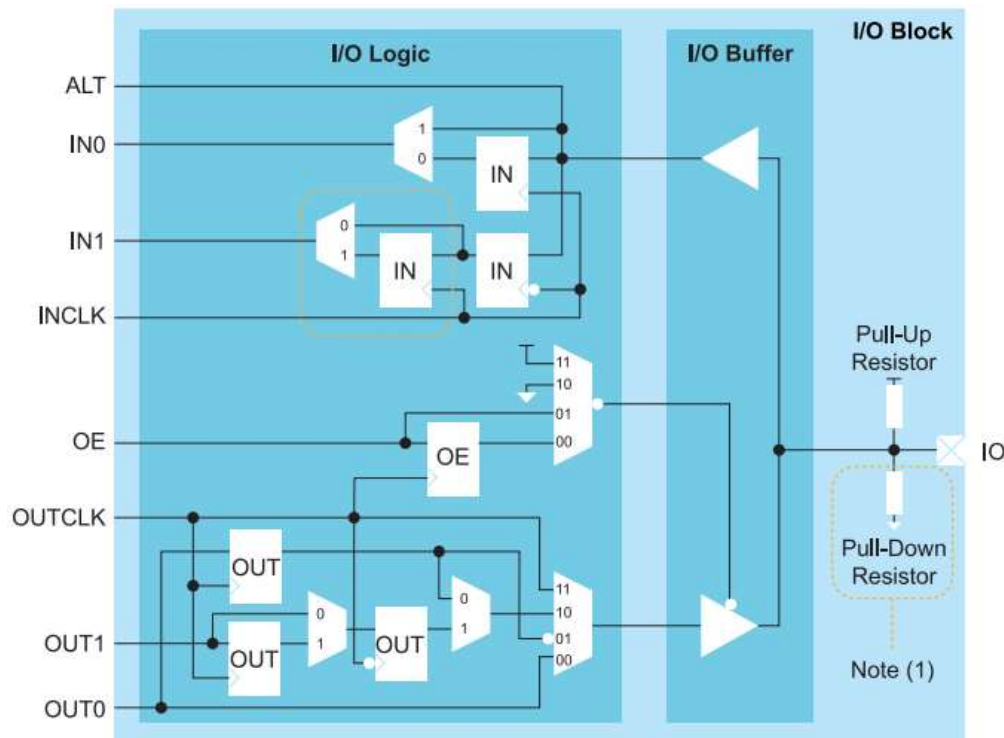 I/O Block
I/O Logic
I/O Buffer
ALT
IN0
1
0
IN
IN1
0
1
IN
IN
INCLK
11
10
01
00
OE
OE
Pull-Up
Resistor
IO
Pull-Down
Resistor
Note (1)
OUTCLK
OUT
OUT1
OUT
0
1
OUT
0
1
11
10
01
00
OUT0